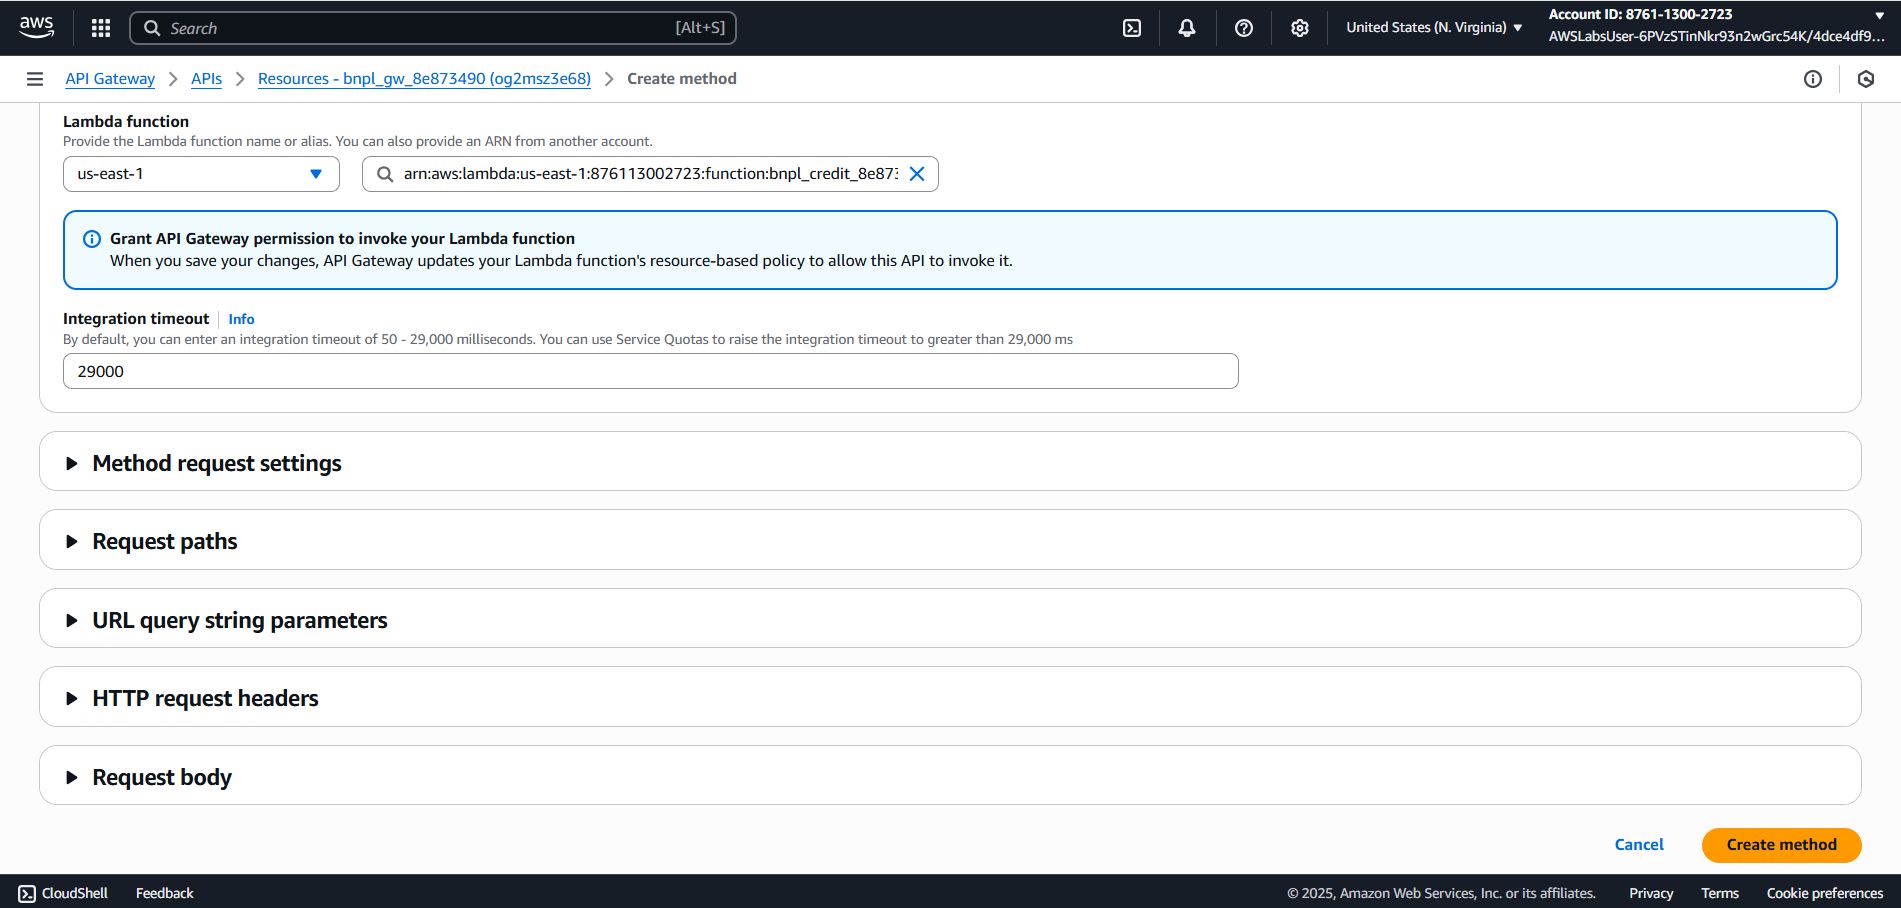 aws
Search [Alt+S]
United States (N. Virginia)
Account ID: 8761-1300-2723
AWSLabsUser-6PVzSTinNkr93n2wGrc54K/4dce4df9...
API Gateway
APIs
Resources - bnpl_gw_8e873490 (og2msz3e68)
Create method
Lambda function
Provide the Lambda function name or alias. You can also provide an ARN from another account.
us-east-1
arn:aws:lambda:us-east-1:876113002723:function:bnpl_credit_8e873
Grant API Gateway permission to invoke your Lambda function
When you save your changes, API Gateway updates your Lambda function's resource-based policy to allow this API to invoke it.
Integration timeout
Info
By default, you can enter an integration timeout of 50 - 29,000 milliseconds. You can use Service Quotas to raise the integration timeout to greater than 29,000 ms
29000
Method request settings
Request paths
URL query string parameters
HTTP request headers
Request body
Cancel
Create method
CloudShell
Feedback
© 2025, Amazon Web Services, Inc. or its affiliates.
Privacy
Terms
Cookie preferences